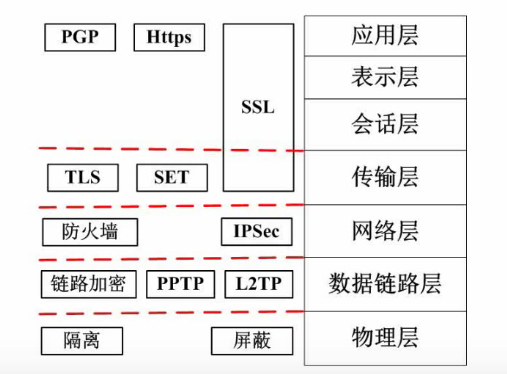 PGP Https 应用层
表示层
SSL
会话层
TLS SET 传输层
防火墙 IPSec 网络层
链路加密 PPTP L2TP 数据链路层
隔离 屏蔽 物理层